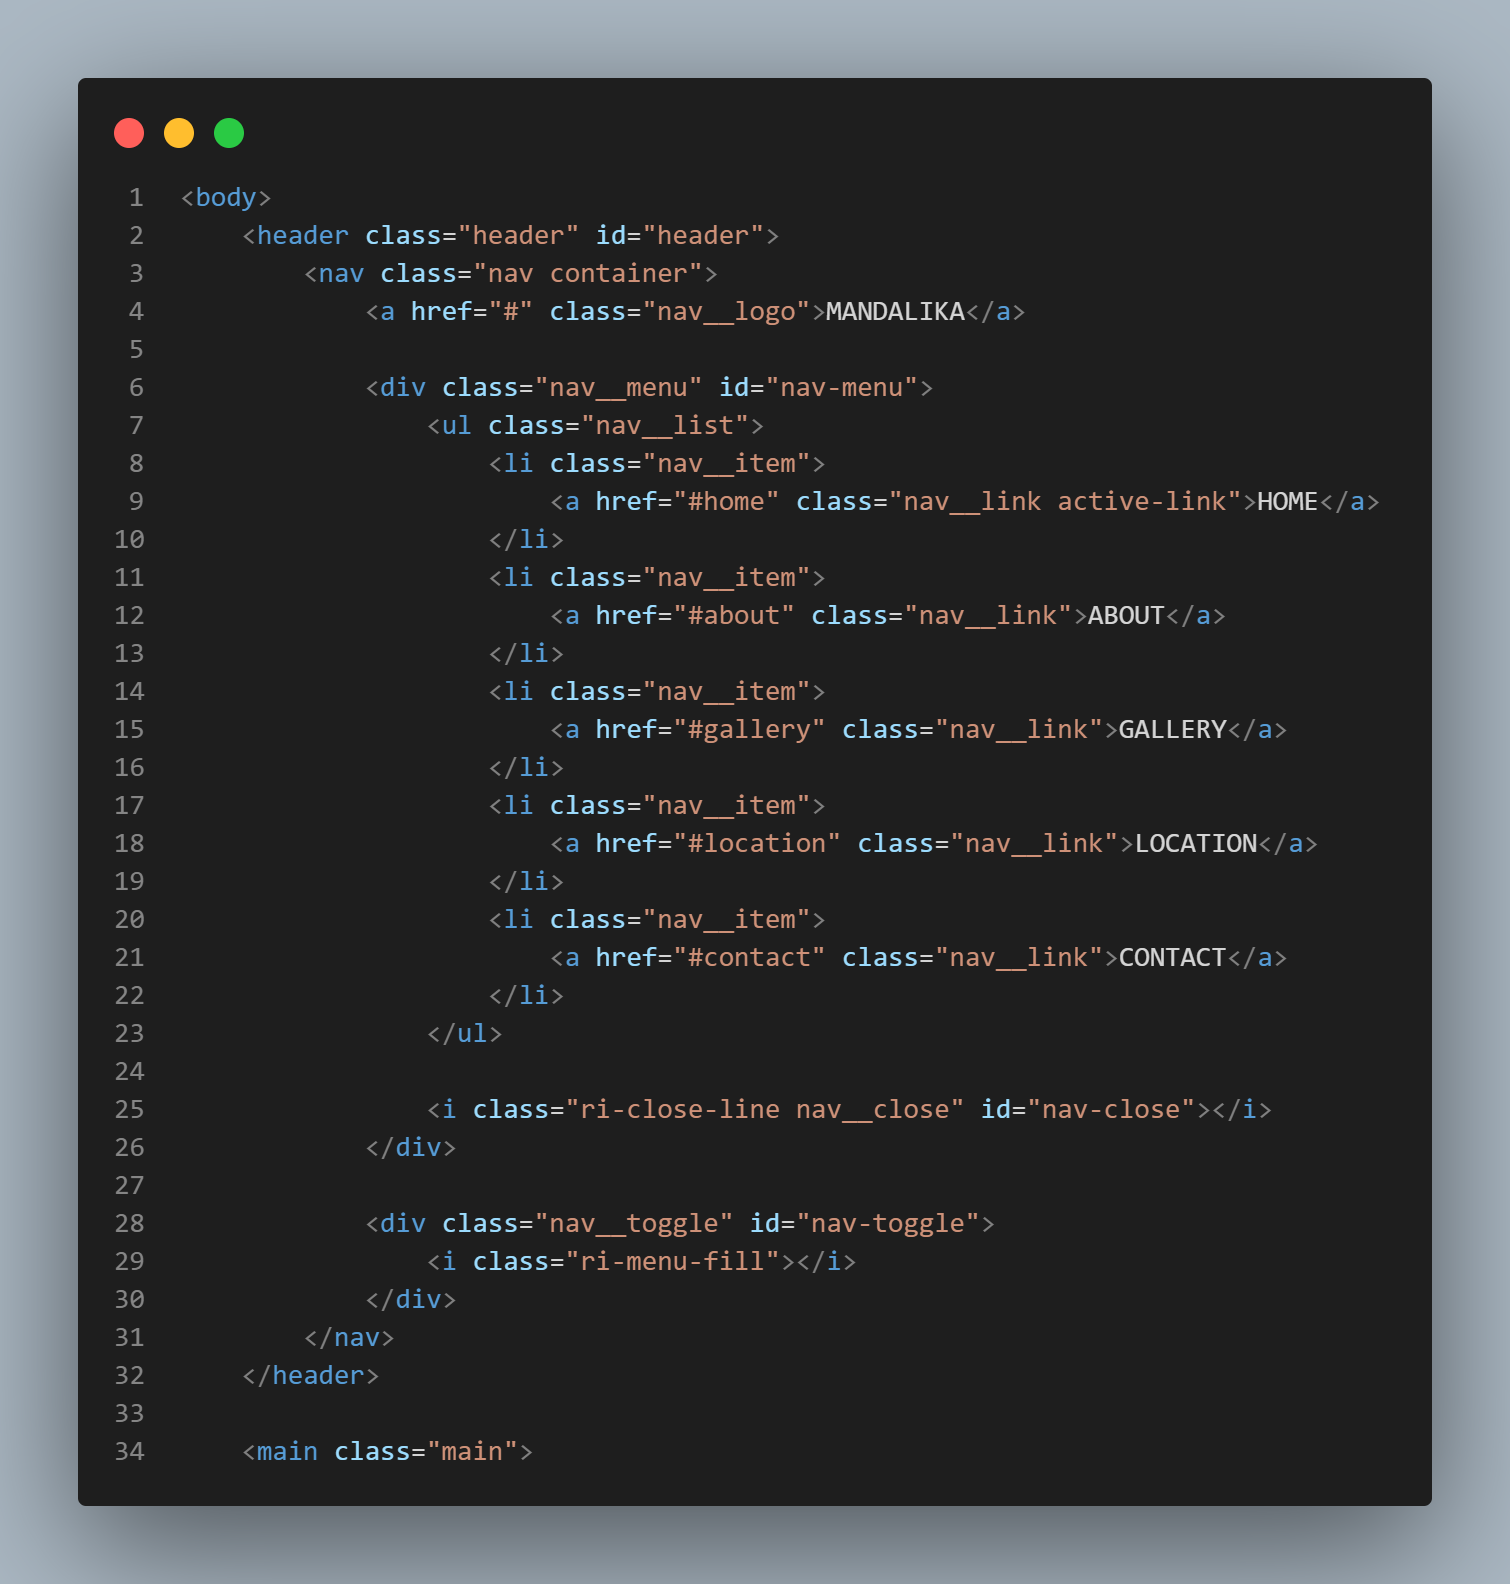 1 <body>
2     <header class="header" id="header">
3         <nav class="nav container">
4             <a href="#" class="nav__logo">MANDALIKA</a>
5
6             <div class="nav__menu" id="nav-menu">
7                 <ul class="nav__list">
8                     <li class="nav__item">
9                         <a href="#home" class="nav__link active-link">HOME</a>
10                     </li>
11                     <li class="nav__item">
12                         <a href="#about" class="nav__link">ABOUT</a>
13                     </li>
14                     <li class="nav__item">
15                         <a href="#gallery" class="nav__link">GALLERY</a>
16                     </li>
17                     <li class="nav__item">
18                         <a href="#location" class="nav__link">LOCATION</a>
19                     </li>
20                     <li class="nav__item">
21                         <a href="#contact" class="nav__link">CONTACT</a>
22                     </li>
23                 </ul>
24
25                 <i class="ri-close-line nav__close" id="nav-close"></i>
26             </div>
27
28             <div class="nav__toggle" id="nav-toggle">
29                 <i class="ri-menu-fill"></i>
30             </div>
31         </nav>
32     </header>
33
34     <main class="main">